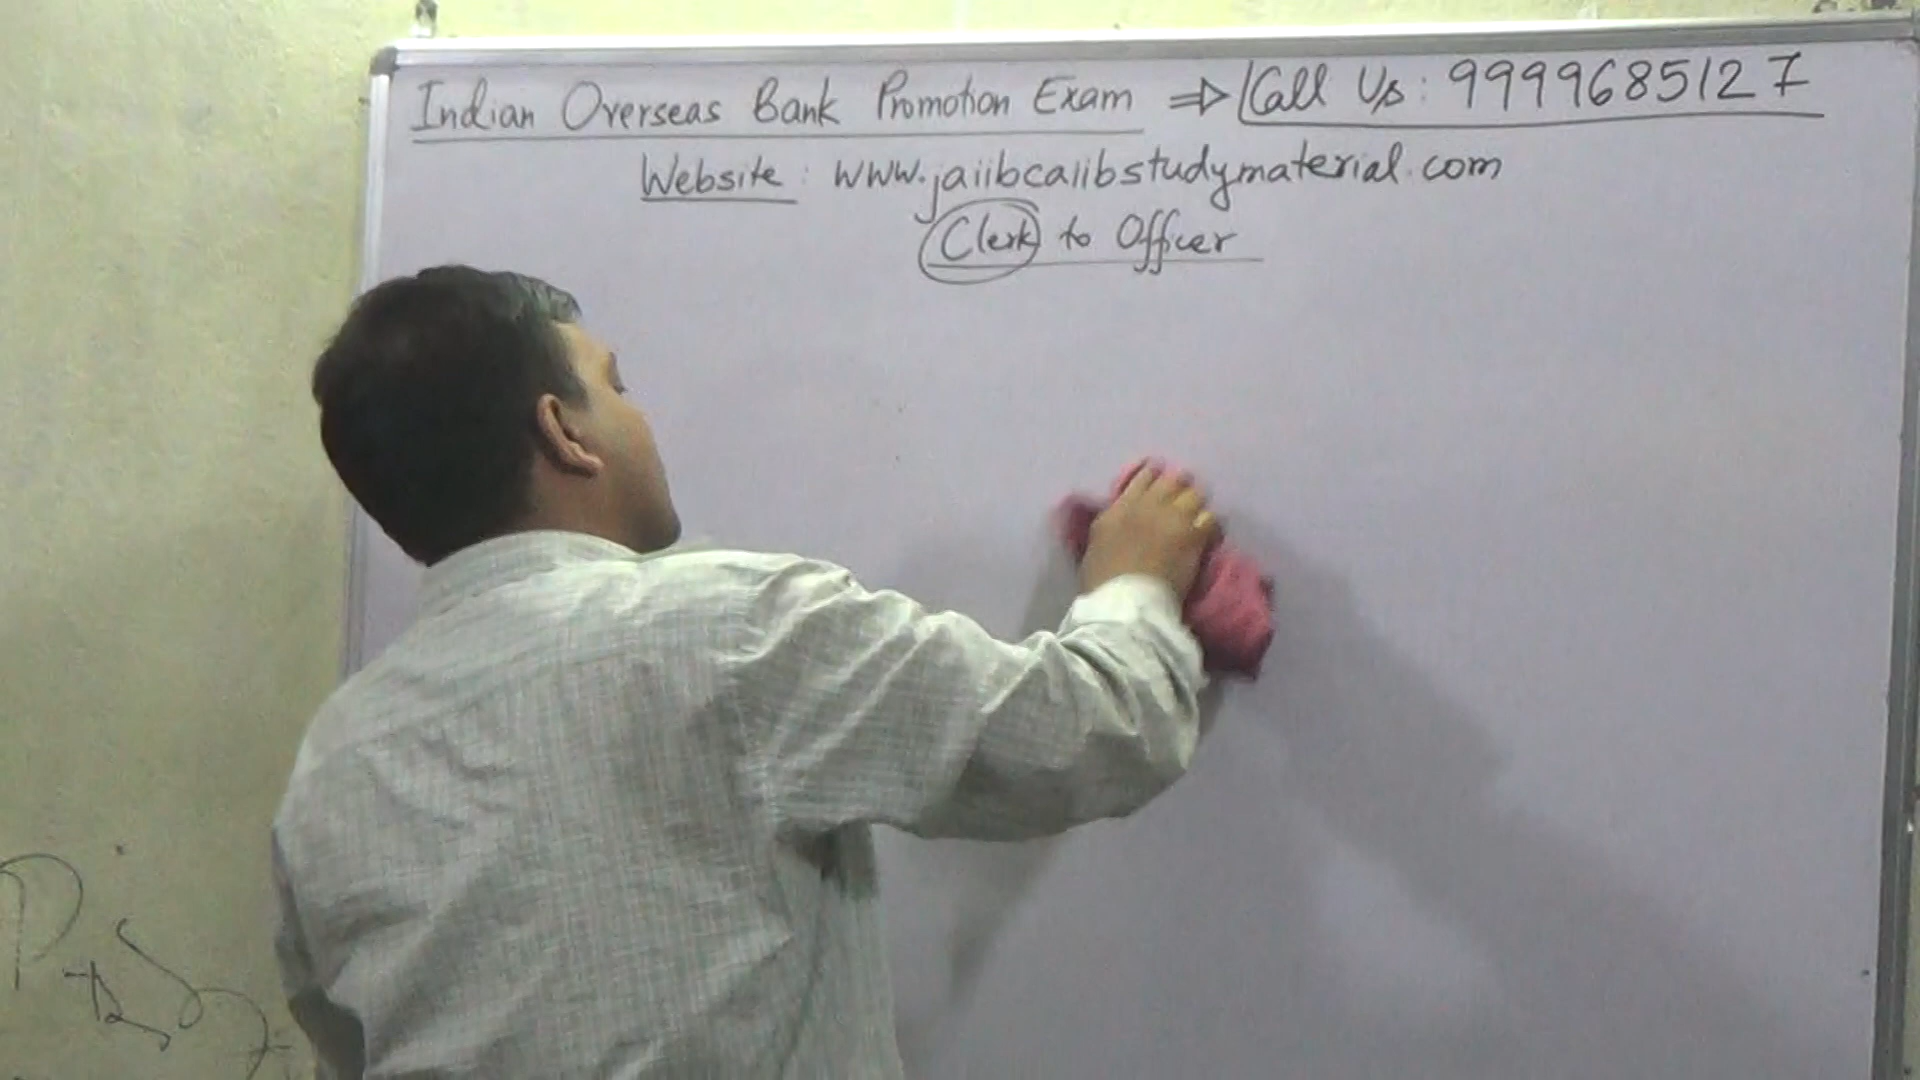 Indian Overseas Bank Promotion Exam ⇒ Call Us : 9999685127
Website : www.jaiibcaiibstudymaterial.com
Clerk to Officer